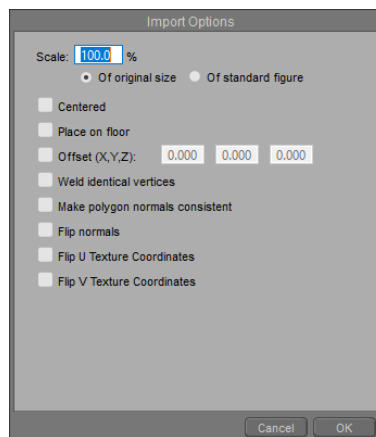 Import Options
Scale: 100.0 %
Of original size Of standard figure
Centered
Place on floor
Offset (X,Y,Z): 0.000 0.000 0.000
Weld identical vertices
Make polygon normals consistent
Flip normals
Flip U Texture Coordinates
Flip V Texture Coordinates
Cancel OK